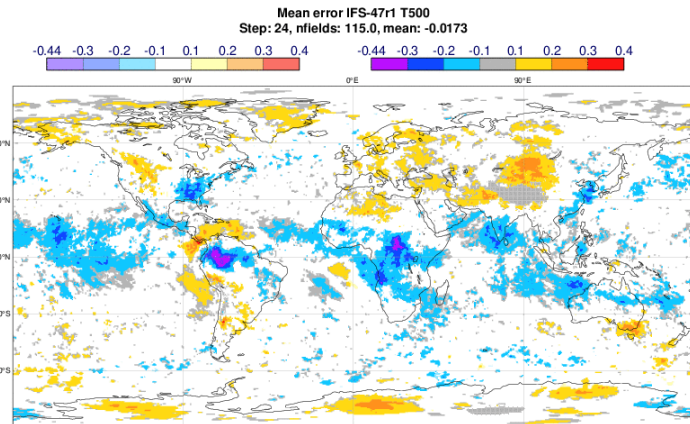 Mean error IFS-47r1 T500
Step: 24, nfields: 115.0, mean: -0.0173
-0.44 -0.3 -0.2 -0.1 0.1 0.2 0.3 0.4 -0.44 -0.3 -0.2 -0.1 0.1 0.2 0.3 0.4
90°W 0°E 90°E
°N
°N
°N
°S
°S